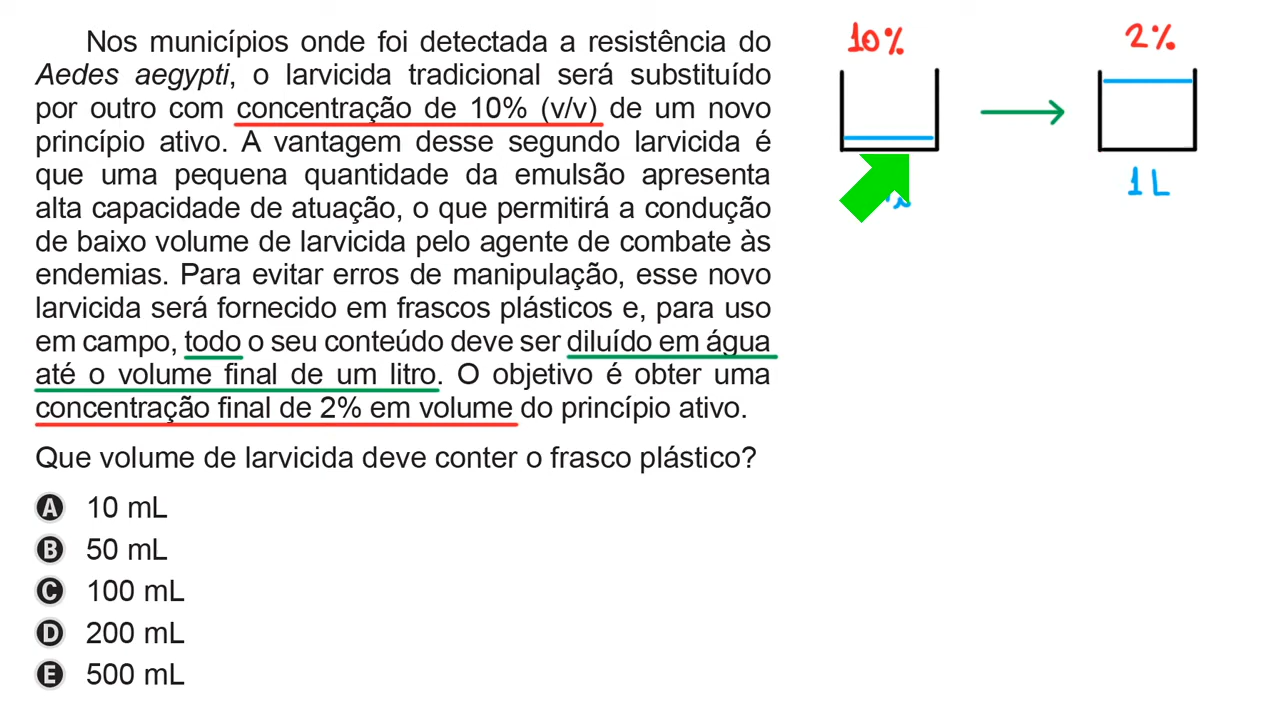 Nos municípios onde foi detectada a resistência do
Aedes aegypti, o larvicida tradicional será substituído
por outro com concentração de 10% (v/v) de um novo
princípio ativo. A vantagem desse segundo larvicida é
que uma pequena quantidade da emulsão apresenta
alta capacidade de atuação, o que permitirá a condução
de baixo volume de larvicida pelo agente de combate às
endemias. Para evitar erros de manipulação, esse novo
larvicida será fornecido em frascos plásticos e, para uso
em campo, todo o seu conteúdo deve ser diluído em água
até o volume final de um litro. O objetivo é obter uma
concentração final de 2% em volume do princípio ativo.
Que volume de larvicida deve conter o frasco plástico?
A 10 mL
B 50 mL
C 100 mL
D 200 mL
E 500 mL
10%
2%
1 L